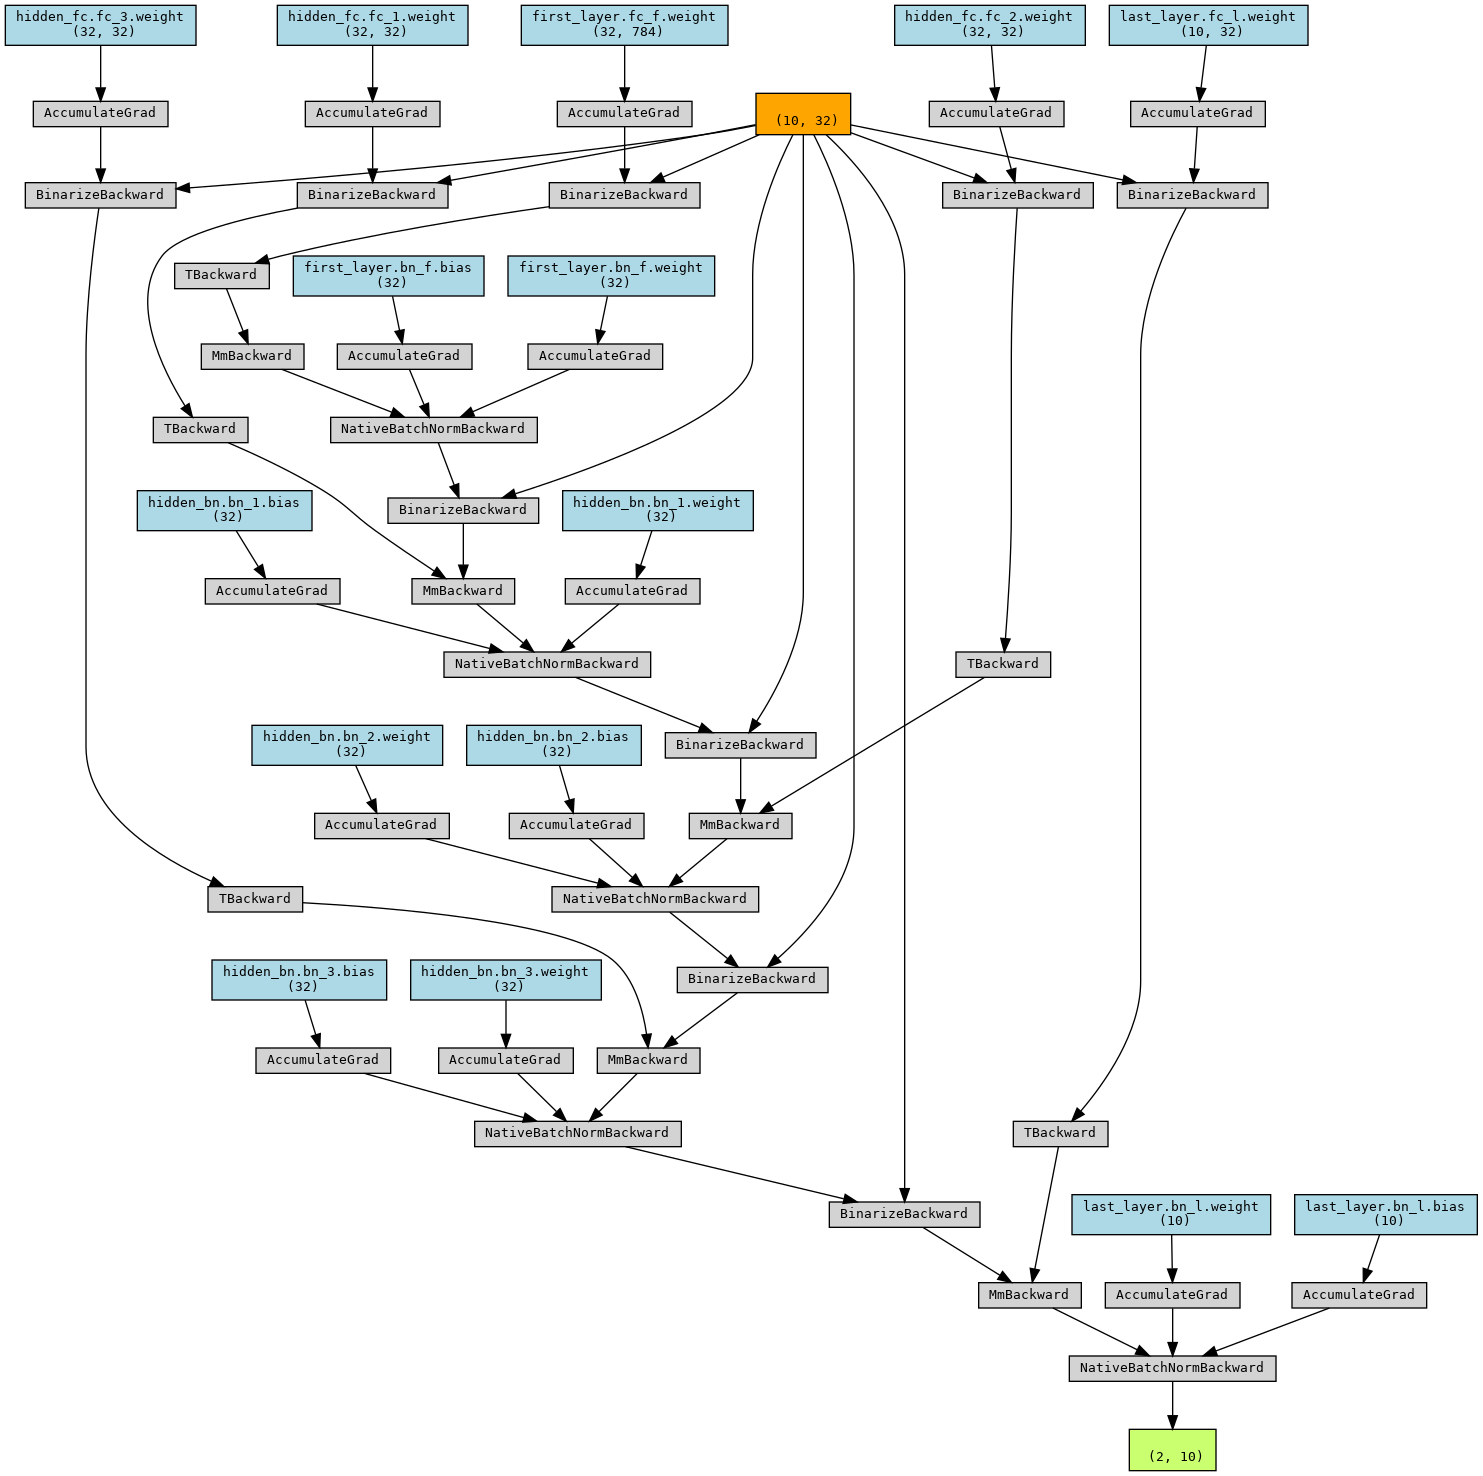 hidden_fc.fc_3.weight
(32, 32)
hidden_fc.fc_1.weight
(32, 32)
first_layer.fc_f.weight
(32, 784)
hidden_fc.fc_2.weight
(32, 32)
last_layer.fc_l.weight
(10, 32)
AccumulateGrad
AccumulateGrad
AccumulateGrad
(10, 32)
AccumulateGrad
AccumulateGrad
BinarizeBackward
BinarizeBackward
BinarizeBackward
BinarizeBackward
BinarizeBackward
TBackward
first_layer.bn_f.bias
(32)
first_layer.bn_f.weight
(32)
MmBackward
AccumulateGrad
AccumulateGrad
TBackward
NativeBatchNormBackward
hidden_bn.bn_1.bias
(32)
BinarizeBackward
hidden_bn.bn_1.weight
(32)
AccumulateGrad
MmBackward
AccumulateGrad
NativeBatchNormBackward
TBackward
hidden_bn.bn_2.weight
(32)
hidden_bn.bn_2.bias
(32)
BinarizeBackward
AccumulateGrad
AccumulateGrad
MmBackward
TBackward
NativeBatchNormBackward
hidden_bn.bn_3.bias
(32)
hidden_bn.bn_3.weight
(32)
BinarizeBackward
AccumulateGrad
AccumulateGrad
MmBackward
NativeBatchNormBackward
TBackward
BinarizeBackward
last_layer.bn_l.weight
(10)
last_layer.bn_l.bias
(10)
MmBackward
AccumulateGrad
AccumulateGrad
NativeBatchNormBackward
(2, 10)